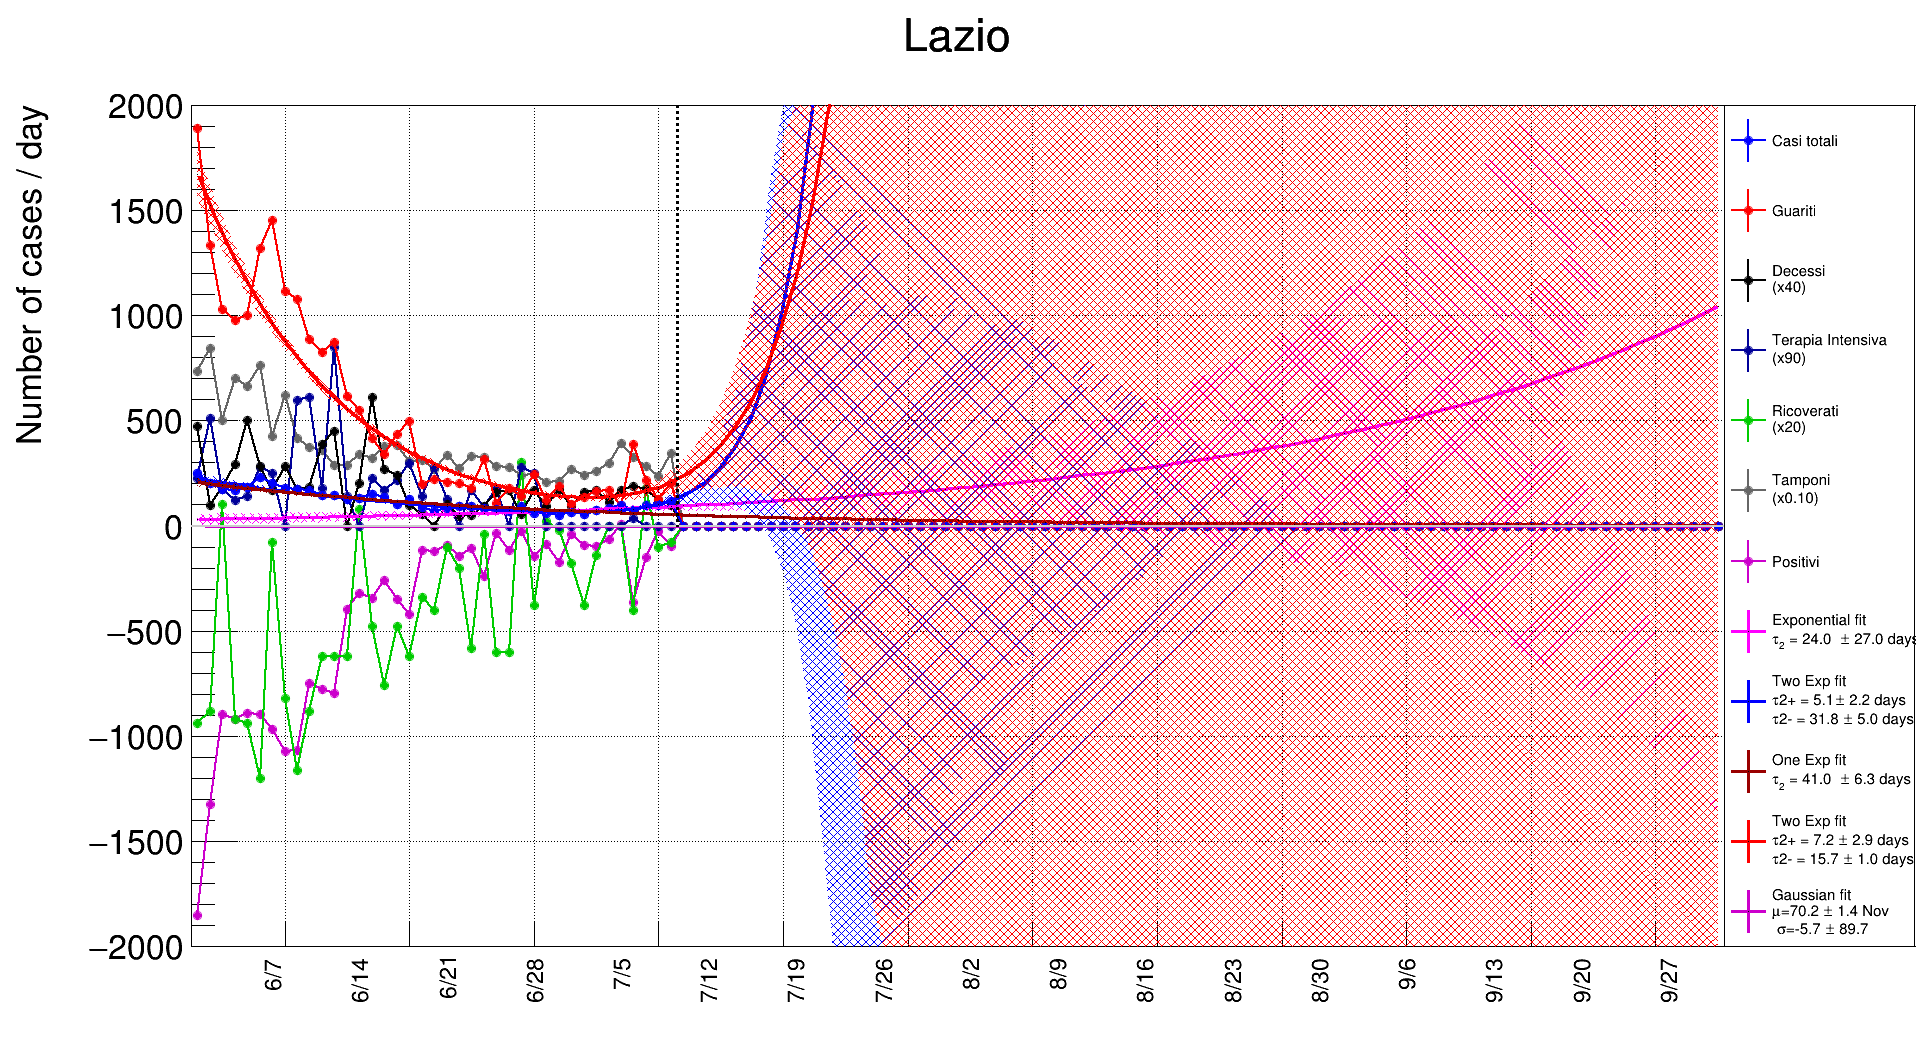 Lazio
Number of cases / day
2000
1500
1000
500
0
−500
−1000
−1500
−2000
6/7
6/14
6/21
6/28
7/5
7/12
7/19
7/26
8/2
8/9
8/16
8/23
8/30
9/6
9/13
9/20
9/27
Casi totali
Guariti
Decessi
(x40)
Terapia Intensiva
(x90)
Ricoverati
(x20)
Tamponi
(x0.10)
Positivi
Exponential fit
τ2 = 24.0 ± 27.0 days
Two Exp fit
τ2+ = 5.1 ± 2.2 days
τ2- = 31.8 ± 5.0 days
One Exp fit
τ2 = 41.0 ± 6.3 days
Two Exp fit
τ2+ = 7.2 ± 2.9 days
τ2- = 15.7 ± 1.0 days
Gaussian fit
μ=70.2 ± 1.4 Nov
σ=-5.7 ± 89.7